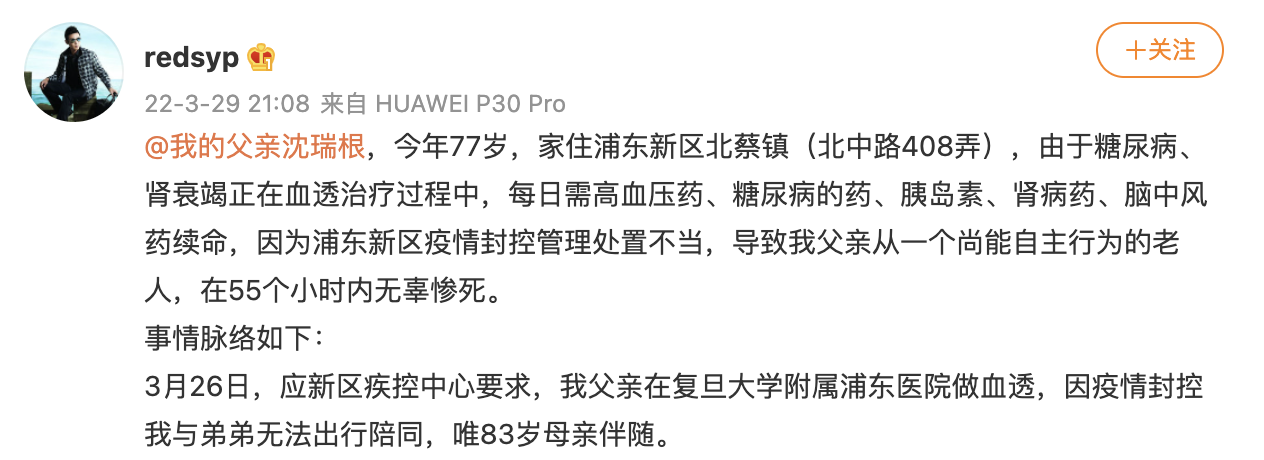 redsyp
+关注
22-3-29 21:08 来自 HUAWEI P30 Pro
@我的父亲沈瑞根，今年77岁，家住浦东新区北蔡镇（北中路408弄），由于糖尿病、
肾衰竭正在血透治疗过程中，每日需高血压药、糖尿病的药、胰岛素、肾病药、脑中风
药续命，因为浦东新区疫情封控管理处置不当，导致我父亲从一个尚能自主行为的老
人，在55个小时内无辜惨死。
事情脉络如下：
3月26日，应新区疾控中心要求，我父亲在复旦大学附属浦东医院做血透，因疫情封控
我与弟弟无法出行陪同，唯83岁母亲伴随。